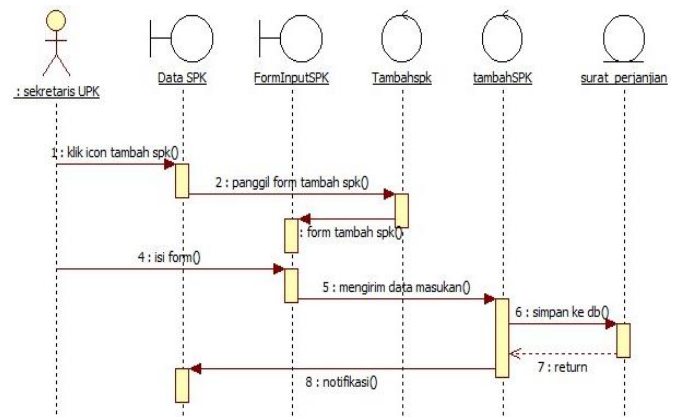 : sekretaris UPK
Data SPK
FormInputSPK
Tambahspk
tambahSPK
surat_perjanjian
1 : klik icon tambah spk()
2 : panggil form tambah spk()
: form tambah spk()
4 : isi form()
5 : mengirim data masukan()
6 : simpan ke db()
7 : return
8 : notifikasi()